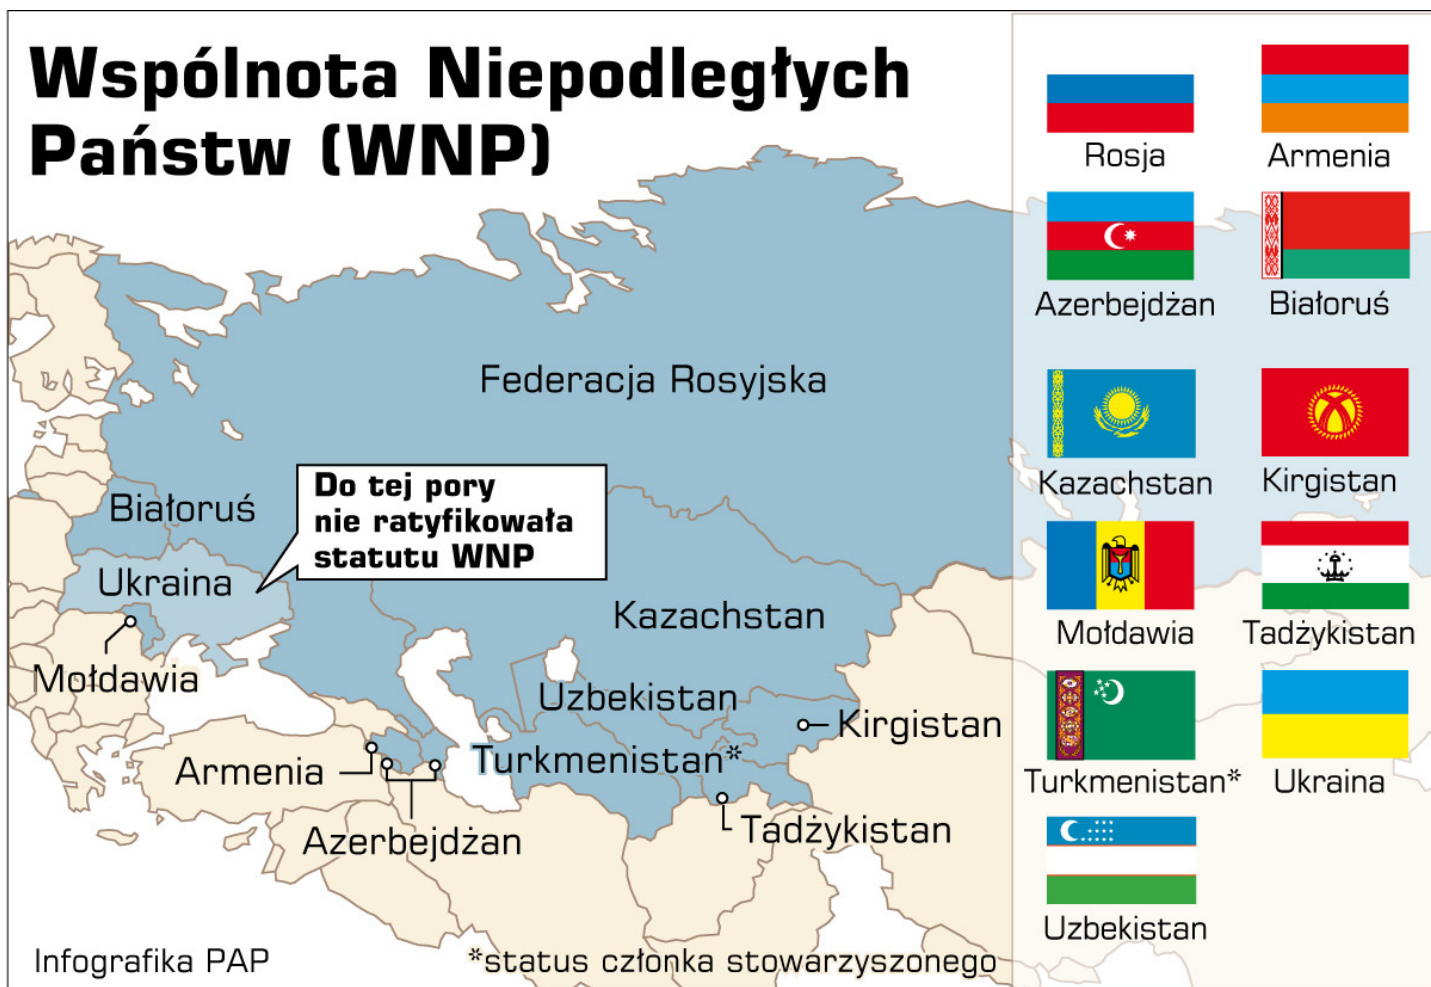 Wspólnota Niepodległych
Państw (WNP)
Rosja
Armenia
Azerbejdżan
Białoruś
Federacja Rosyjska
Kazachstan
Kirgistan
Do tej pory
nie ratyfikowała
statutu WNP
Białoruś
Ukraina
Kazachstan
Mołdawia
Tadżykistan
Mołdawia
Uzbekistan
Kirgistan
Armenia
Turkmenistan*
Turkmenistan*
Ukraina
Azerbejdżan
Tadżykistan
Uzbekistan
Infografika PAP
*status członka stowarzyszonego